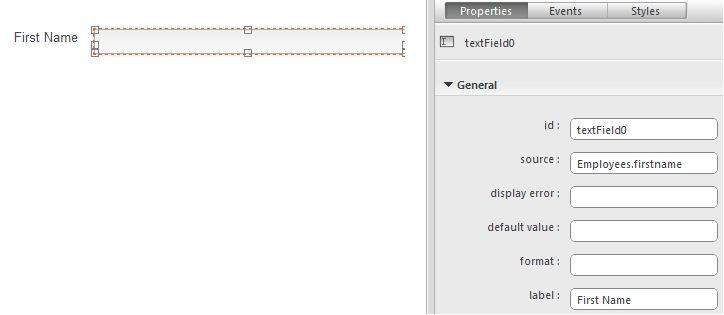 First Name
Properties Events Styles
textField0
General
id : textField0
source : Employees.firstname
display error :
default value :
format :
label : First Name